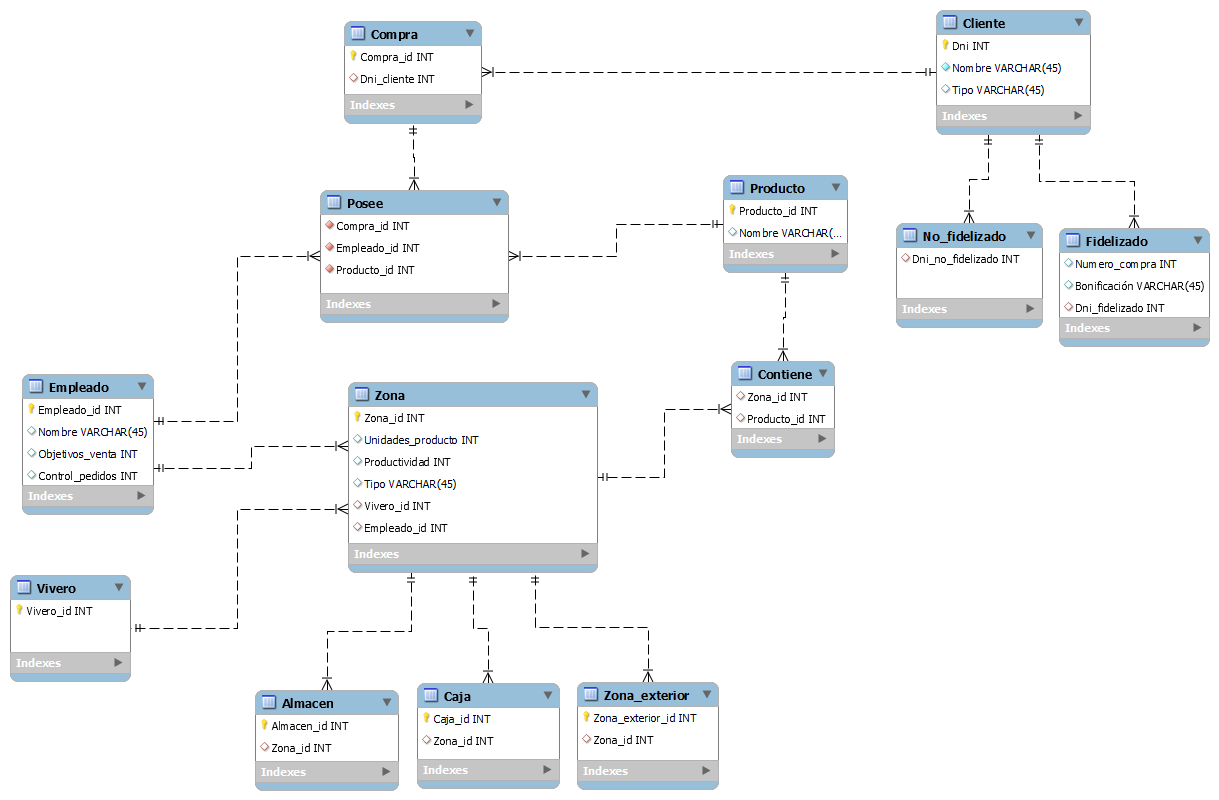 Compra
Compra_id INT
Dni_cliente INT
Indexes
Cliente
Dni INT
Nombre VARCHAR(45)
Tipo VARCHAR(45)
Indexes
Posee
Compra_id INT
Empleado_id INT
Producto_id INT
Indexes
Producto
Producto_id INT
Nombre VARCHAR(...
Indexes
No_fidelizado
Dni_no_fidelizado INT
Indexes
Fidelizado
Numero_compra INT
Bonificación VARCHAR(45)
Dni_fidelizado INT
Indexes
Empleado
Empleado_id INT
Nombre VARCHAR(45)
Objetivos_venta INT
Control_pedidos INT
Indexes
Zona
Zona_id INT
Unidades_producto INT
Productividad INT
Tipo VARCHAR(45)
Vivero_id INT
Empleado_id INT
Indexes
Contiene
Zona_id INT
Producto_id INT
Indexes
Vivero
Vivero_id INT
Indexes
Almacen
Almacen_id INT
Zona_id INT
Indexes
Caja
Caja_id INT
Zona_id INT
Indexes
Zona_exterior
Zona_exterior_id INT
Zona_id INT
Indexes